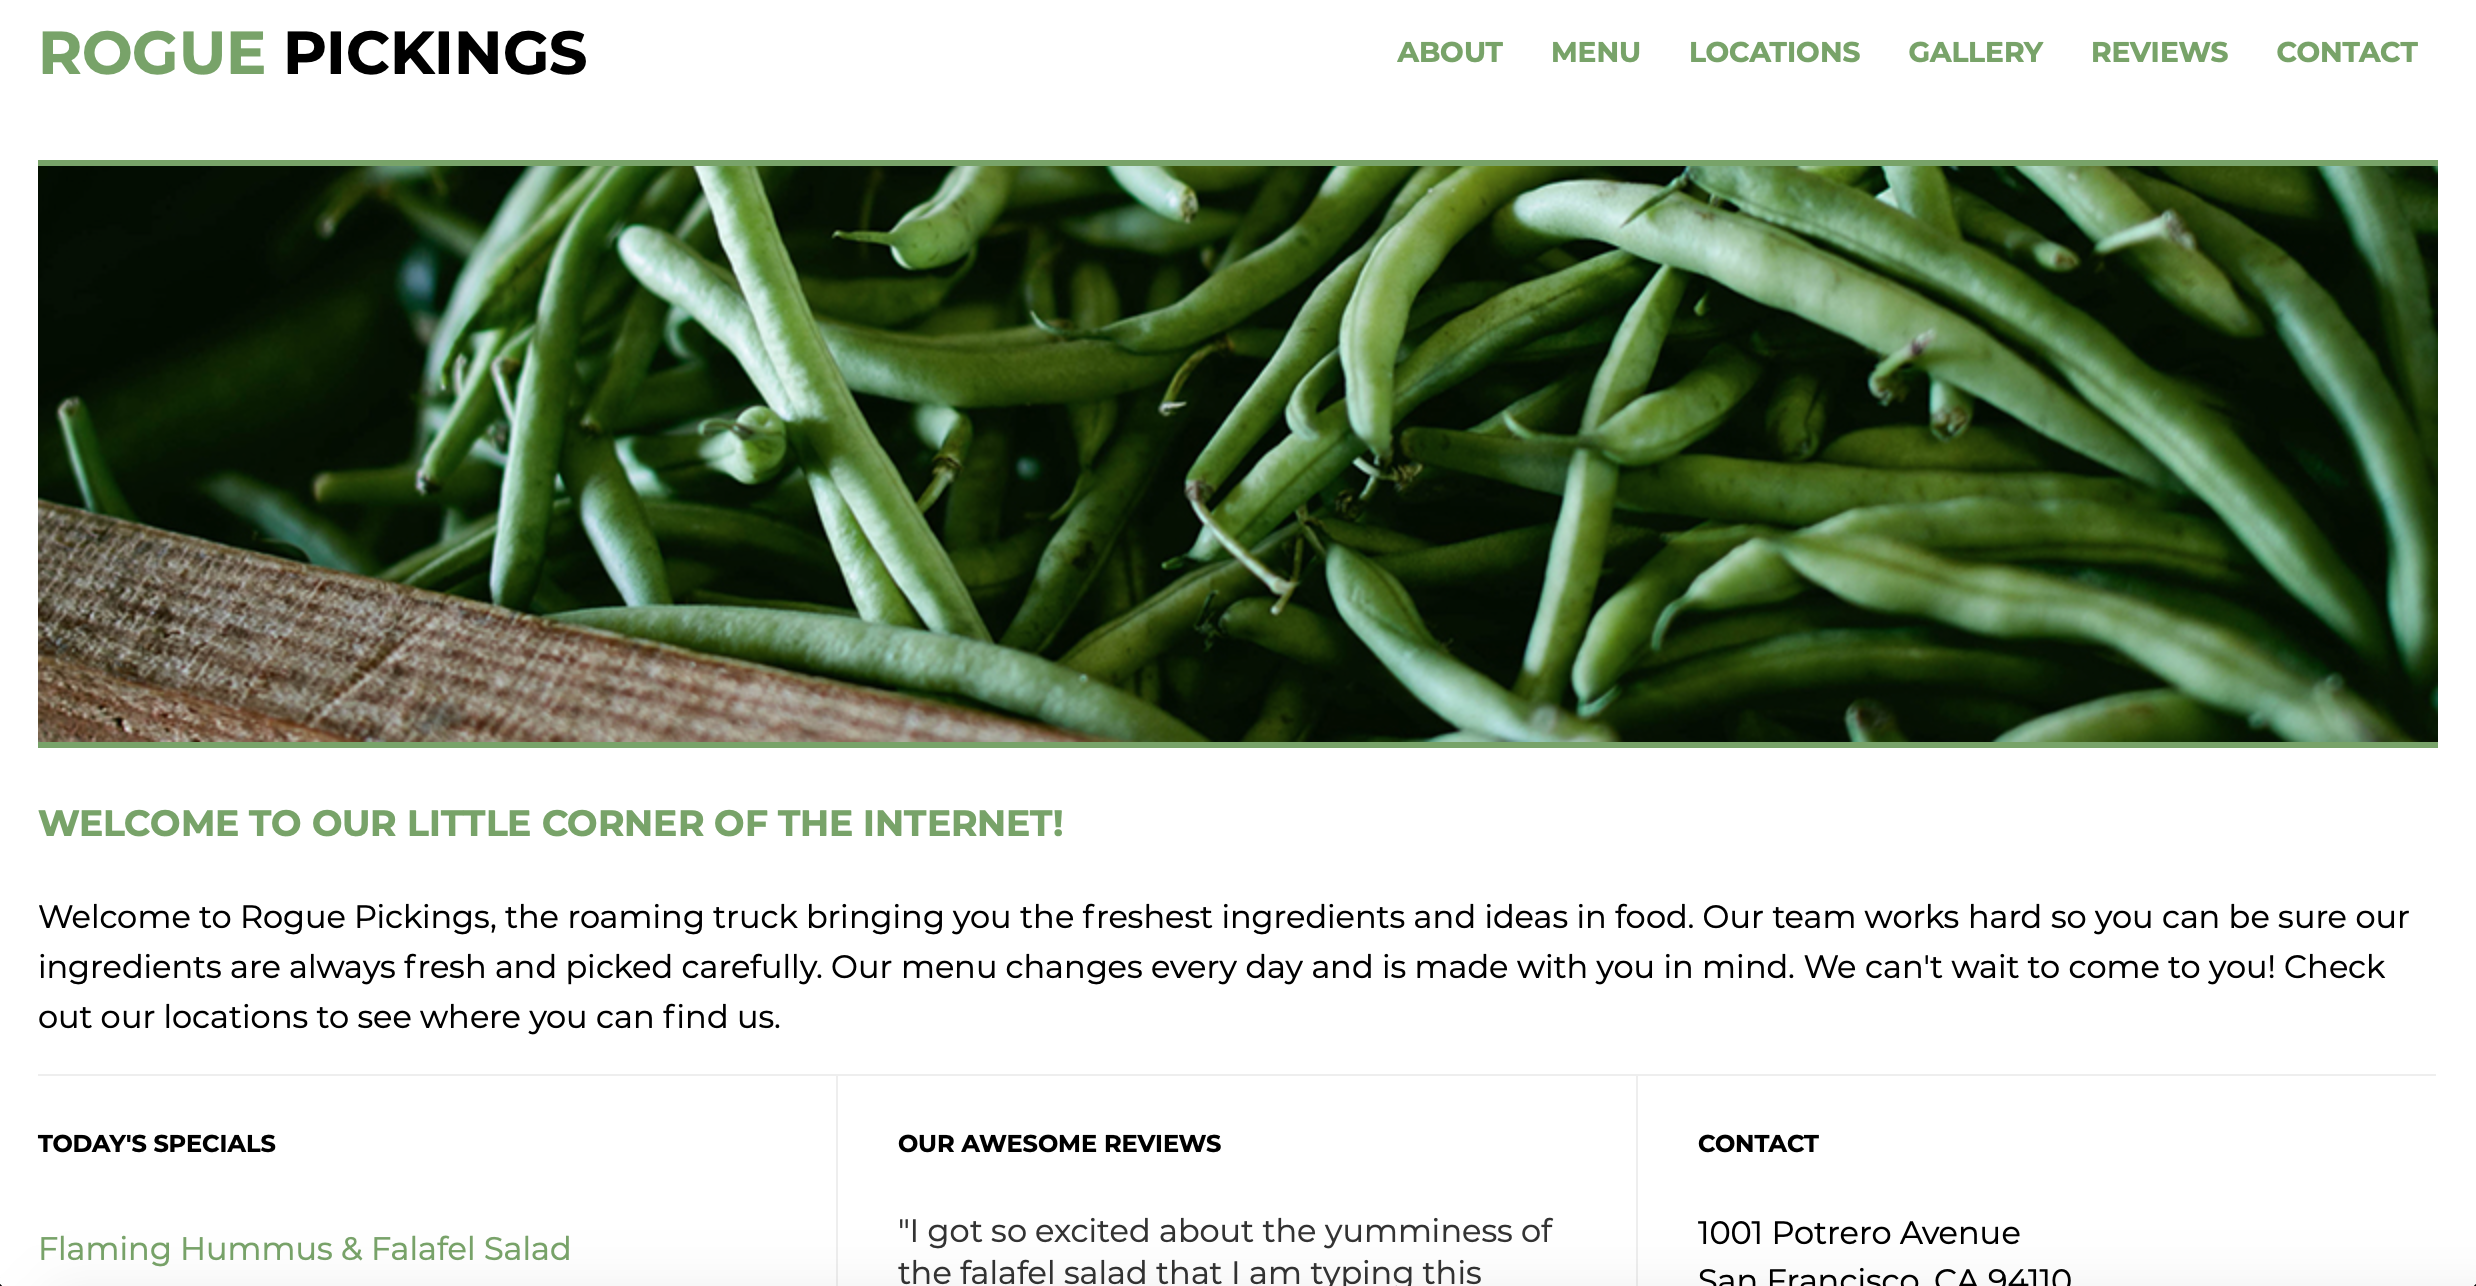 ROGUE PICKINGS
ABOUT MENU LOCATIONS GALLERY REVIEWS CONTACT
WELCOME TO OUR LITTLE CORNER OF THE INTERNET!
Welcome to Rogue Pickings, the roaming truck bringing you the freshest ingredients and ideas in food. Our team works hard so you can be sure our
ingredients are always fresh and picked carefully. Our menu changes every day and is made with you in mind. We can't wait to come to you! Check
out our locations to see where you can find us.
TODAY'S SPECIALS
Flaming Hummus & Falafel Salad
OUR AWESOME REVIEWS
"I got so excited about the yumminess of
the falafel salad that I am typing this
CONTACT
1001 Potrero Avenue
San Francisco, CA 94110